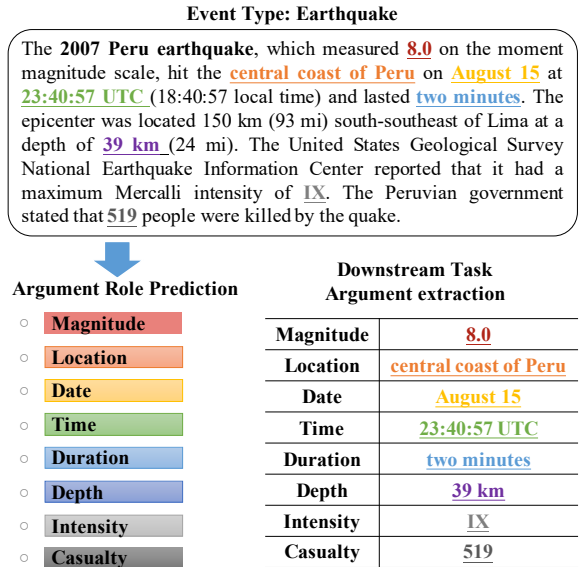 Event Type: Earthquake
The 2007 Peru earthquake, which measured 8.0 on the moment
magnitude scale, hit the central coast of Peru on August 15 at
23:40:57 UTC (18:40:57 local time) and lasted two minutes. The
epicenter was located 150 km (93 mi) south-southeast of Lima at a
depth of 39 km (24 mi). The United States Geological Survey
National Earthquake Information Center reported that it had a
maximum Mercalli intensity of IX. The Peruvian government
stated that 519 people were killed by the quake.
Argument Role Prediction
Magnitude
Location
Date
Time
Duration
Depth
Intensity
Casualty
Downstream Task
Argument extraction
Magnitude 8.0
Location central coast of Peru
Date August 15
Time 23:40:57 UTC
Duration two minutes
Depth 39 km
Intensity IX
Casualty 519